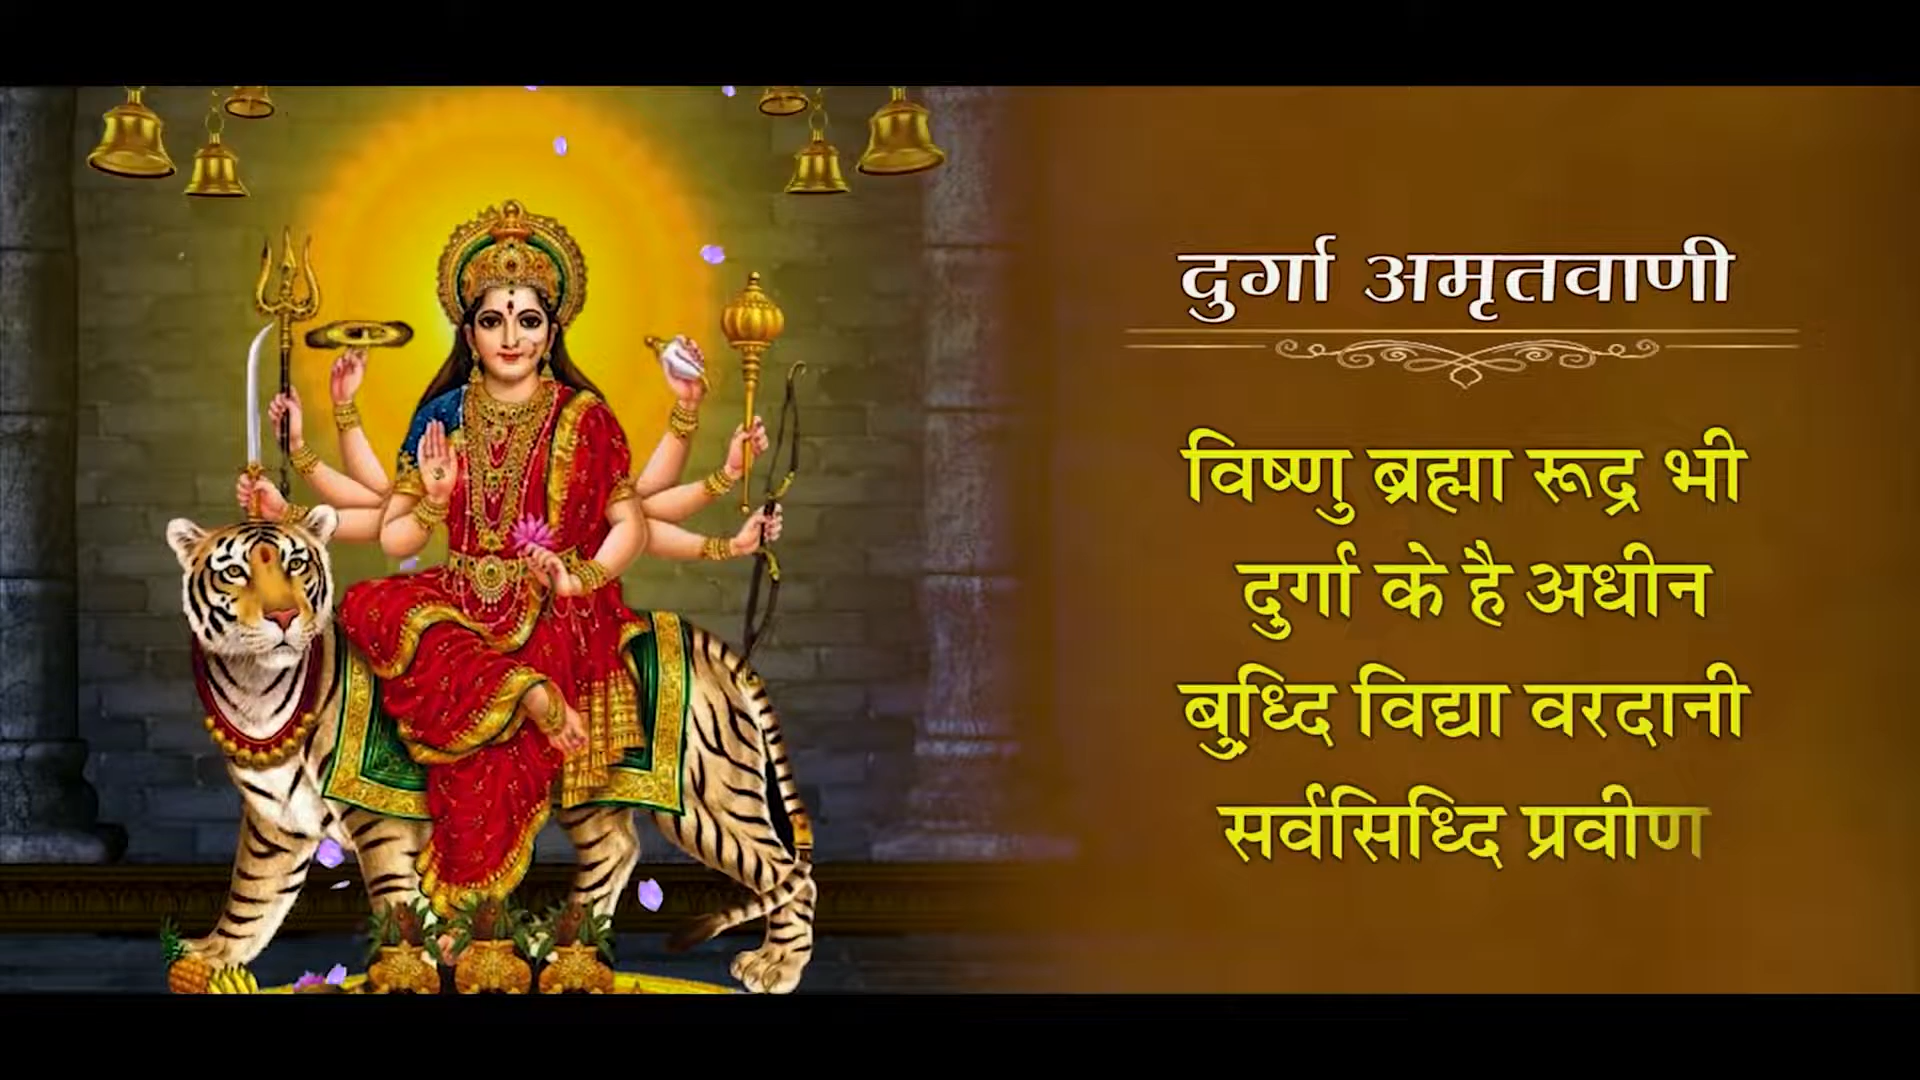 दुर्गा अमृतवाणी
विष्णु ब्रह्मा रूद्र भी
दुर्गा के है अधीन
बुध्दि विद्या वरदानी
सर्वसिध्दि प्रवीण